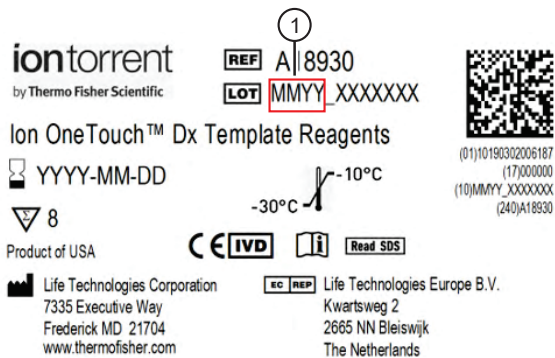 1
iontorrent
by Thermo Fisher Scientific
REF A18930
LOT MMYY_XXXXXXX
Ion OneTouch™ Dx Template Reagents
(01)10190302006187
(17)000000
(10)MMYY_XXXXXXX
(240)A18930
YYYY-MM-DD
-10°C
-30°C
Σ 8
Product of USA
CE IVD i Read SDS
Life Technologies Corporation
7335 Executive Way
Frederick MD 21704
www.thermofisher.com
EC REP Life Technologies Europe B.V.
Kwartsweg 2
2665 NN Bleiswijk
The Netherlands